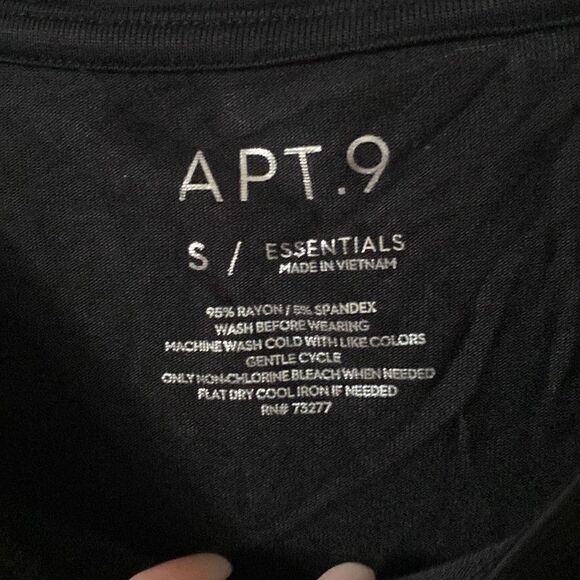 APT.9
S / ESSENTIALS
MADE IN VIETNAM
95% RAYON / 5% SPANDEX
WASH BEFORE WEARING
MACHINE WASH COLD WITH LIKE COLORS
GENTLE CYCLE
ONLY NON-CHLORINE BLEACH WHEN NEEDED
FLAT DRY COOL IRON IF NEEDED
RN# 73277